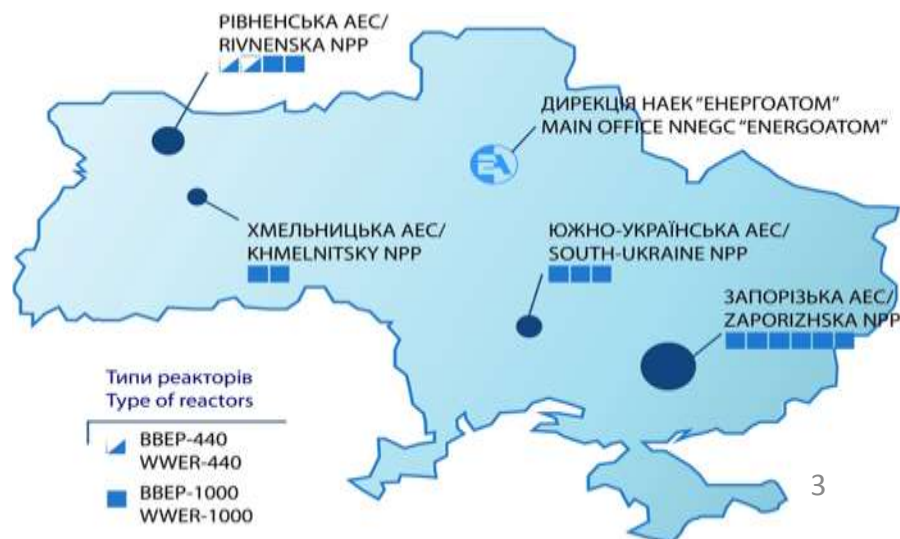 РІВНЕНСЬКА АЕС/
RIVNENSKA NPP
ДИРЕКЦІЯ НАЕК "ЕНЕРГОАТОМ"
MAIN OFFICE NNEGC "ENERGOATOM"
EA
ХМЕЛЬНИЦЬКА АЕС/
KHMELNITSKY NPP
ЮЖНО-УКРАЇНСЬКА АЕС/
SOUTH-UKRAINE NPP
ЗАПОРІЗЬКА АЕС/
ZAPORIZHSKA NPP
Типи реакторів
Type of reactors
ВВЕР-440
WWER-440
ВВЕР-1000
WWER-1000
3